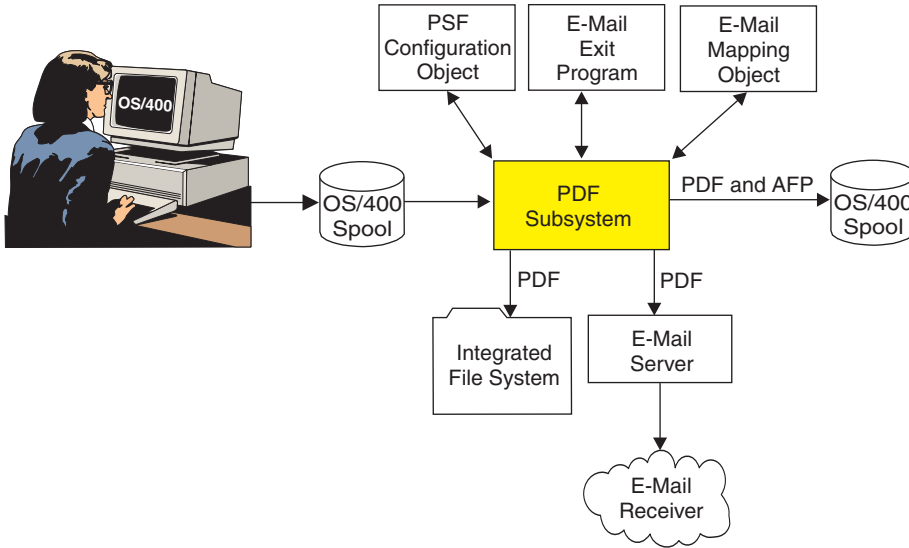 PSF
Configuration
Object
E-Mail
Exit
Program
E-Mail
Mapping
Object
OS/400
OS/400
Spool
PDF
Subsystem
PDF and AFP
OS/400
Spool
PDF
PDF
Integrated
File System
E-Mail
Server
E-Mail
Receiver